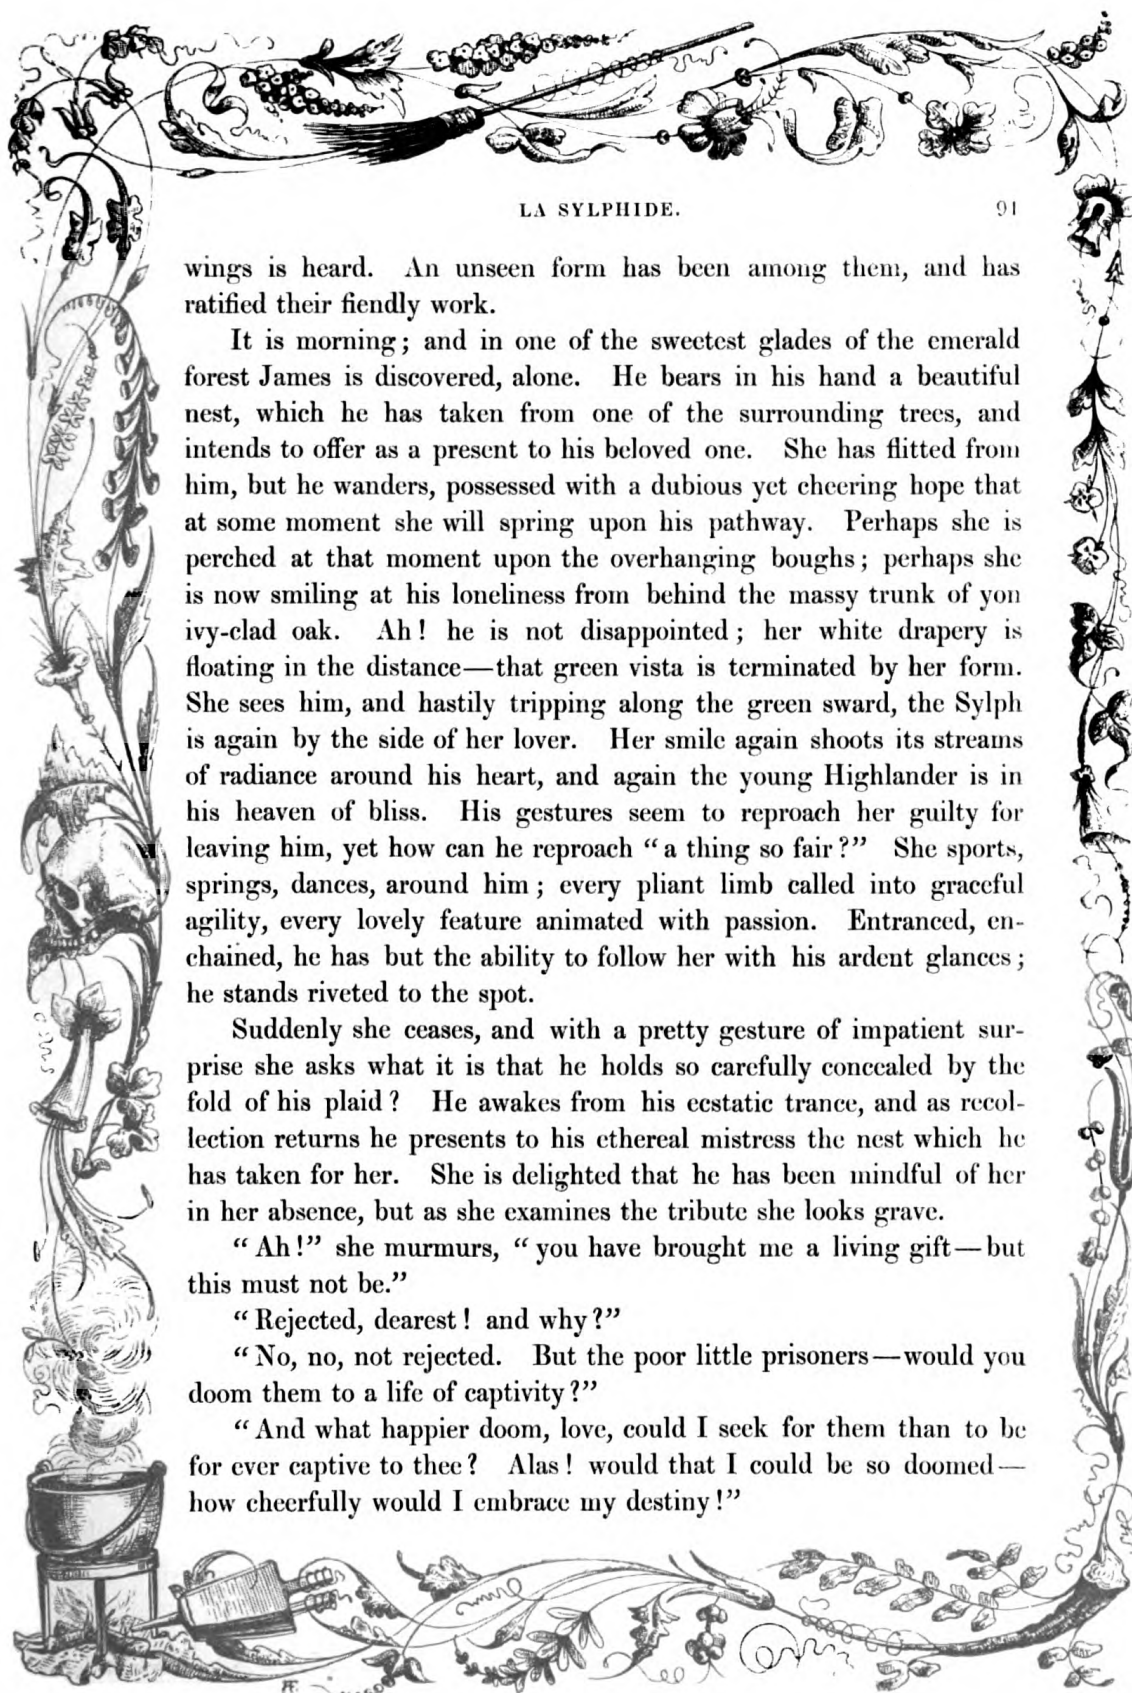 LA SYLPHIDE. 91
wings is heard. An unseen form has been among them, and has
ratified their fiendly work.
It is morning; and in one of the sweetest glades of the emerald
forest James is discovered, alone. He bears in his hand a beautiful
nest, which he has taken from one of the surrounding trees, and
intends to offer as a present to his beloved one. She has flitted from
him, but he wanders, possessed with a dubious yet cheering hope that
at some moment she will spring upon his pathway. Perhaps she is
perched at that moment upon the overhanging boughs; perhaps she
is now smiling at his loneliness from behind the massy trunk of yon
ivy-clad oak. Ah! he is not disappointed; her white drapery is
floating in the distance—that green vista is terminated by her form.
She sees him, and hastily tripping along the green sward, the Sylph
is again by the side of her lover. Her smile again shoots its streams
of radiance around his heart, and again the young Highlander is in
his heaven of bliss. His gestures seem to reproach her guilty for
leaving him, yet how can he reproach “a thing so fair?” She sports,
springs, dances, around him; every pliant limb called into graceful
agility, every lovely feature animated with passion. Entranced, en-
chained, he has but the ability to follow her with his ardent glances;
he stands riveted to the spot.
Suddenly she ceases, and with a pretty gesture of impatient sur-
prise she asks what it is that he holds so carefully concealed by the
fold of his plaid? He awakes from his ecstatic trance, and as recol-
lection returns he presents to his ethereal mistress the nest which he
has taken for her. She is delighted that he has been mindful of her
in her absence, but as she examines the tribute she looks grave.
“Ah!” she murmurs, “you have brought me a living gift—but
this must not be.”
“Rejected, dearest! and why?”
“No, no, not rejected. But the poor little prisoners—would you
doom them to a life of captivity?”
“And what happier doom, love, could I seek for them than to be
for ever captive to thee? Alas! would that I could be so doomed—
how cheerfully would I embrace my destiny!”